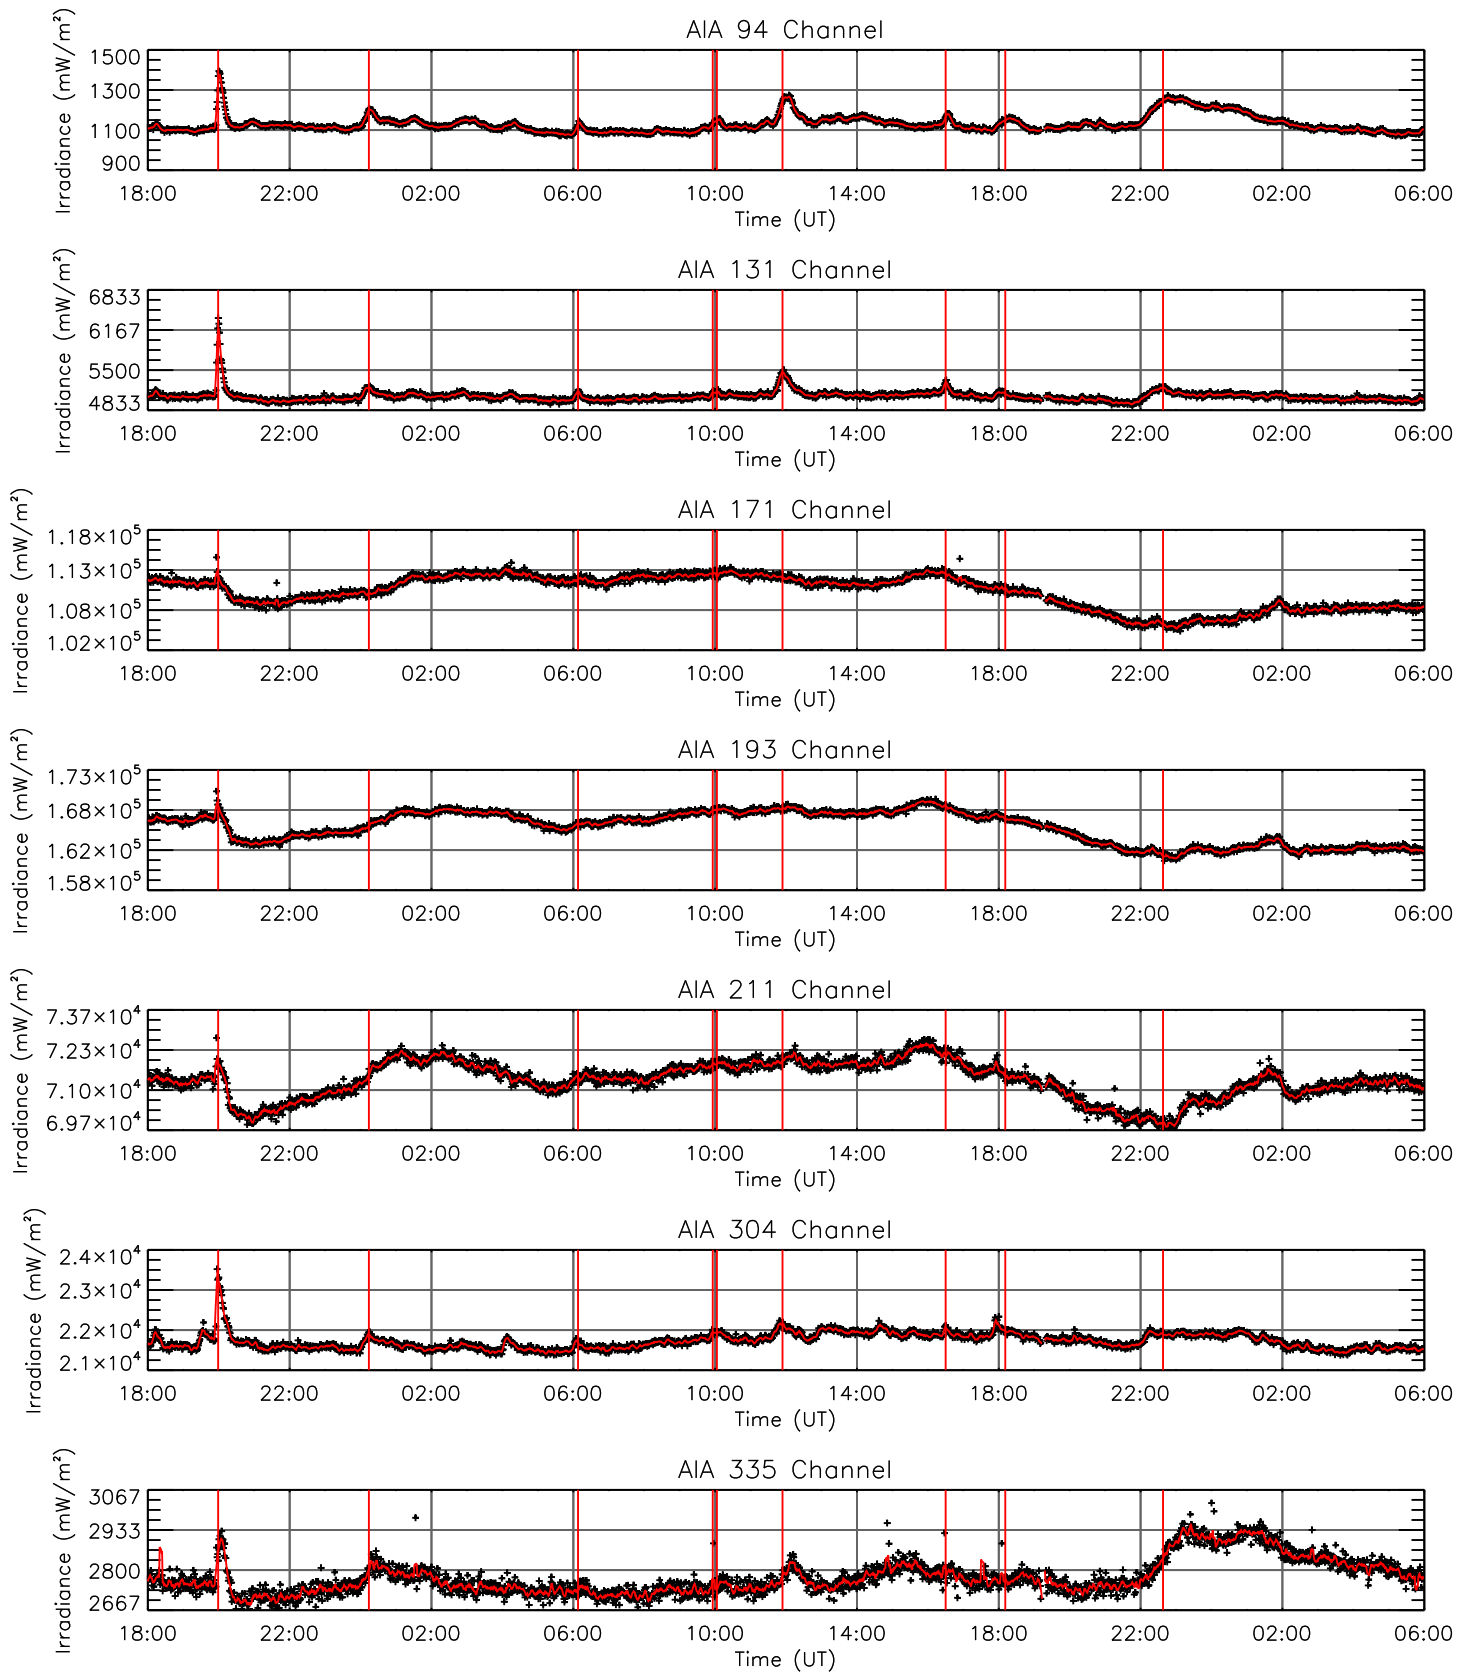 AIA 94 Channel
Irradiance (mW/m²)
1500
1300
1100
900
18:00 22:00 02:00 06:00 10:00 14:00 18:00 22:00 02:00 06:00
Time (UT)
AIA 131 Channel
Irradiance (mW/m²)
6833
6167
5500
4833
18:00 22:00 02:00 06:00 10:00 14:00 18:00 22:00 02:00 06:00
Time (UT)
AIA 171 Channel
Irradiance (mW/m²)
1.18×10⁵
1.13×10⁵
1.08×10⁵
1.02×10⁵
18:00 22:00 02:00 06:00 10:00 14:00 18:00 22:00 02:00 06:00
Time (UT)
AIA 193 Channel
Irradiance (mW/m²)
1.73×10⁵
1.68×10⁵
1.62×10⁵
1.58×10⁵
18:00 22:00 02:00 06:00 10:00 14:00 18:00 22:00 02:00 06:00
Time (UT)
AIA 211 Channel
Irradiance (mW/m²)
7.37×10⁴
7.23×10⁴
7.10×10⁴
6.97×10⁴
18:00 22:00 02:00 06:00 10:00 14:00 18:00 22:00 02:00 06:00
Time (UT)
AIA 304 Channel
Irradiance (mW/m²)
2.4×10⁴
2.3×10⁴
2.2×10⁴
2.1×10⁴
18:00 22:00 02:00 06:00 10:00 14:00 18:00 22:00 02:00 06:00
Time (UT)
AIA 335 Channel
Irradiance (mW/m²)
3067
2933
2800
2667
18:00 22:00 02:00 06:00 10:00 14:00 18:00 22:00 02:00 06:00
Time (UT)